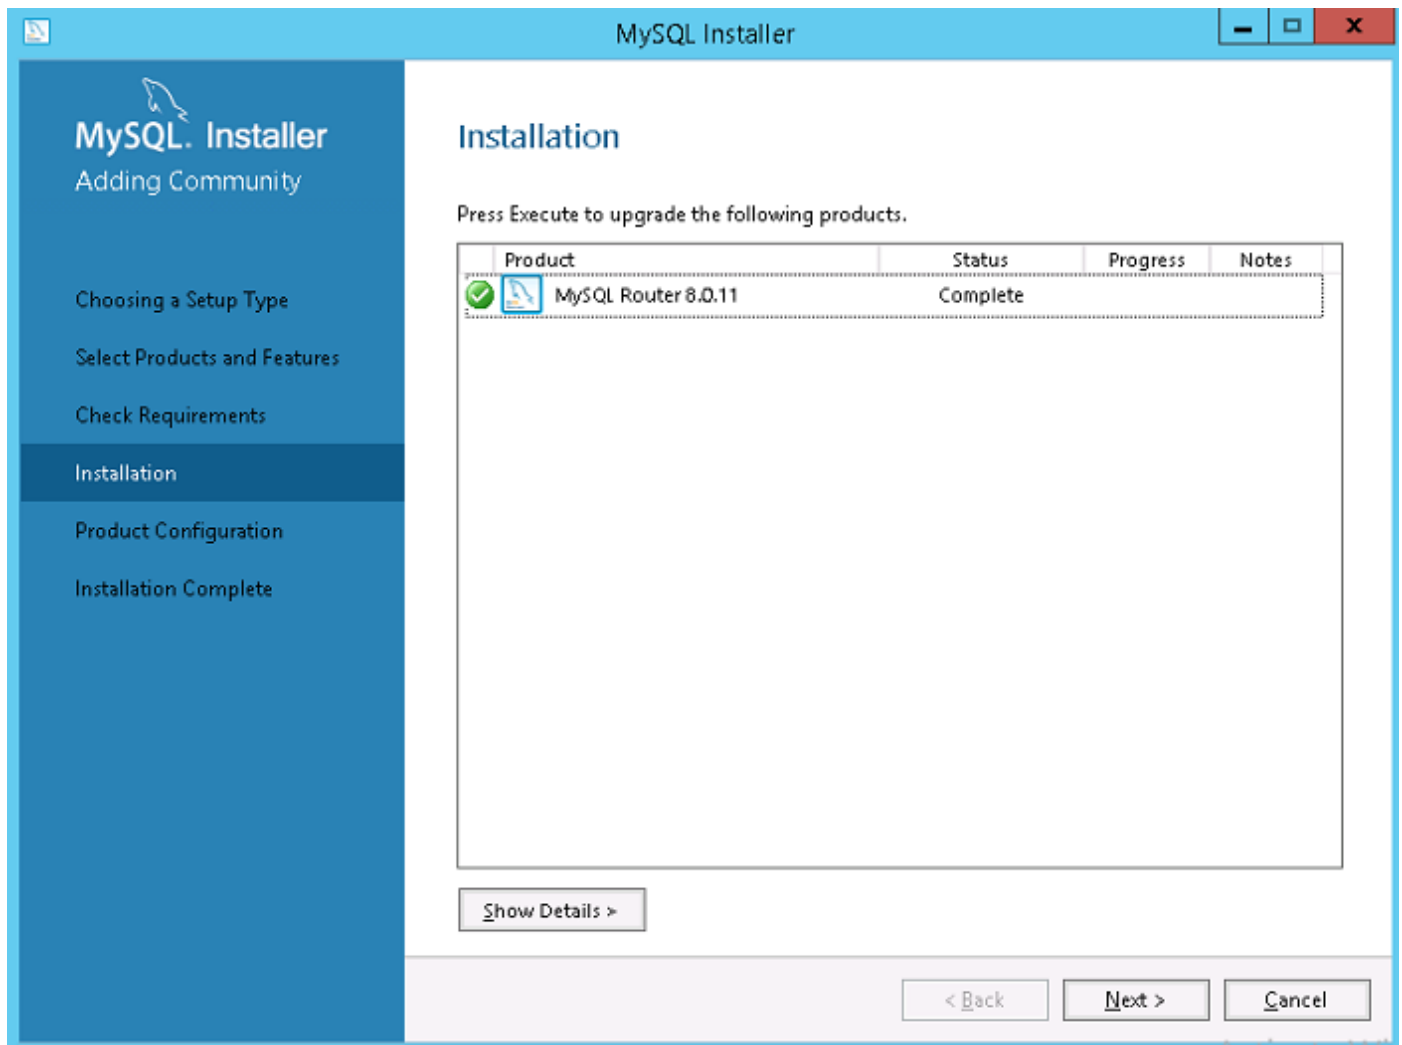 MySQL Installer
MySQL. Installer
Adding Community
Choosing a Setup Type
Select Products and Features
Check Requirements
Installation
Product Configuration
Installation Complete
Installation
Press Execute to upgrade the following products.
Product Status Progress Notes
MySQL Router 8.0.11 Complete
Show Details >
< Back Next > Cancel